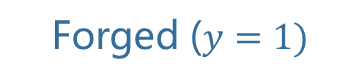 Forged (𝑦 = 1)